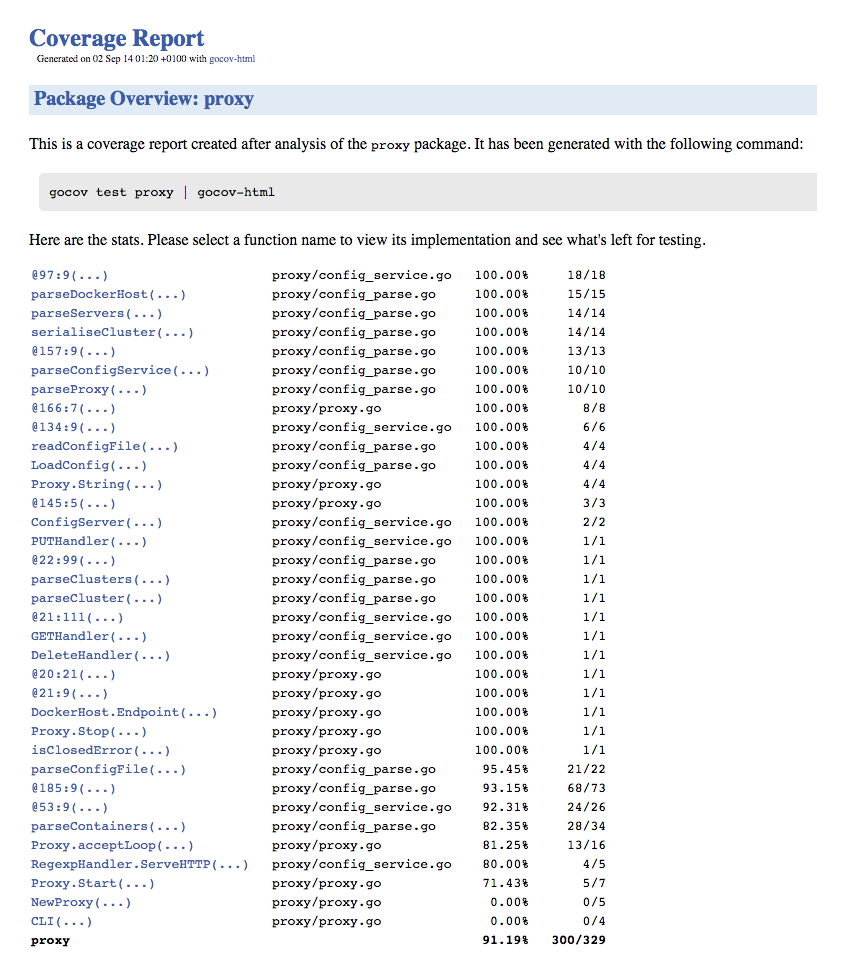 Coverage Report
Generated on 02 Sep 14 01:20 +0100 with gocov-html
Package Overview: proxy
This is a coverage report created after analysis of the proxy package. It has been generated with the following command:
gocov test proxy | gocov-html
Here are the stats. Please select a function name to view its implementation and see what's left for testing.
@97:9(...) proxy/config_service.go 100.00% 18/18
parseDockerHost(...) proxy/config_parse.go 100.00% 15/15
parseServers(...) proxy/config_parse.go 100.00% 14/14
serialiseCluster(...) proxy/config_parse.go 100.00% 14/14
@157:9(...) proxy/config_parse.go 100.00% 13/13
parseConfigService(...) proxy/config_parse.go 100.00% 10/10
parseProxy(...) proxy/config_parse.go 100.00% 10/10
@166:7(...) proxy/proxy.go 100.00% 8/8
@134:9(...) proxy/config_service.go 100.00% 6/6
readConfigFile(...) proxy/config_parse.go 100.00% 4/4
LoadConfig(...) proxy/config_parse.go 100.00% 4/4
Proxy.String(...) proxy/proxy.go 100.00% 4/4
@145:5(...) proxy/proxy.go 100.00% 3/3
ConfigServer(...) proxy/config_service.go 100.00% 2/2
PUTHandler(...) proxy/config_service.go 100.00% 1/1
@22:99(...) proxy/config_parse.go 100.00% 1/1
parseClusters(...) proxy/config_parse.go 100.00% 1/1
parseCluster(...) proxy/config_parse.go 100.00% 1/1
@21:111(...) proxy/config_service.go 100.00% 1/1
GETHandler(...) proxy/config_service.go 100.00% 1/1
DeleteHandler(...) proxy/config_service.go 100.00% 1/1
@20:21(...) proxy/proxy.go 100.00% 1/1
@21:9(...) proxy/proxy.go 100.00% 1/1
DockerHost.Endpoint(...) proxy/proxy.go 100.00% 1/1
Proxy.Stop(...) proxy/proxy.go 100.00% 1/1
isClosedError(...) proxy/proxy.go 100.00% 1/1
parseConfigFile(...) proxy/config_parse.go 95.45% 21/22
@185:9(...) proxy/config_parse.go 93.15% 68/73
@53:9(...) proxy/config_service.go 92.31% 24/26
parseContainers(...) proxy/config_parse.go 82.35% 28/34
Proxy.acceptLoop(...) proxy/proxy.go 81.25% 13/16
RegexpHandler.ServeHTTP(...) proxy/config_service.go 80.00% 4/5
Proxy.Start(...) proxy/proxy.go 71.43% 5/7
NewProxy(...) proxy/proxy.go 0.00% 0/5
CLI(...) proxy/proxy.go 0.00% 0/4
proxy 91.19% 300/329